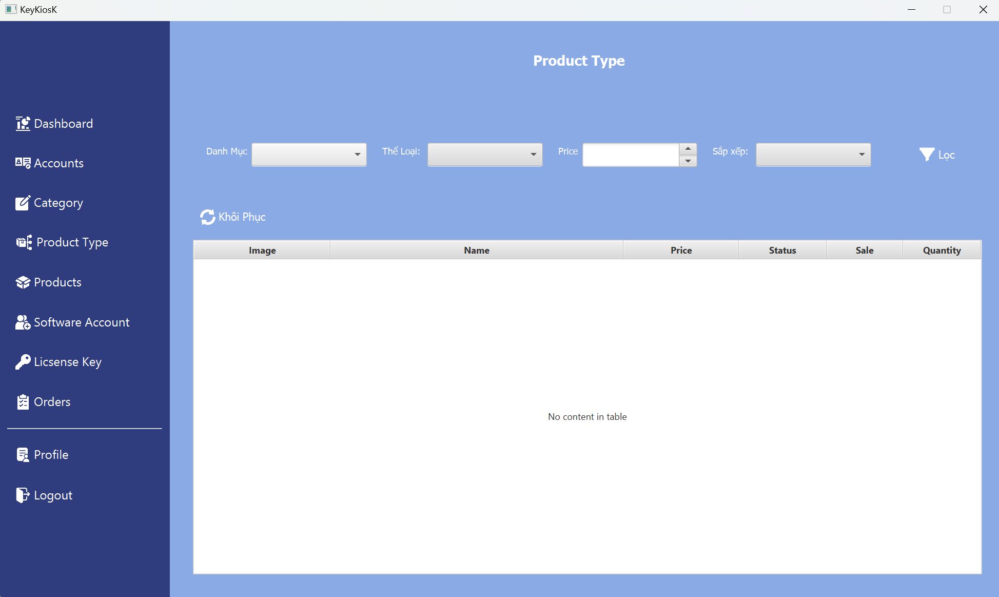 KeyKiosK
Product Type
Dashboard
Accounts
Category
Product Type
Products
Software Account
Licsense Key
Orders
Profile
Logout
Danh Mục
Thể Loại:
Price
Sắp xếp:
Lọc
Khôi Phục
Image Name Price Status Sale Quantity
No content in table